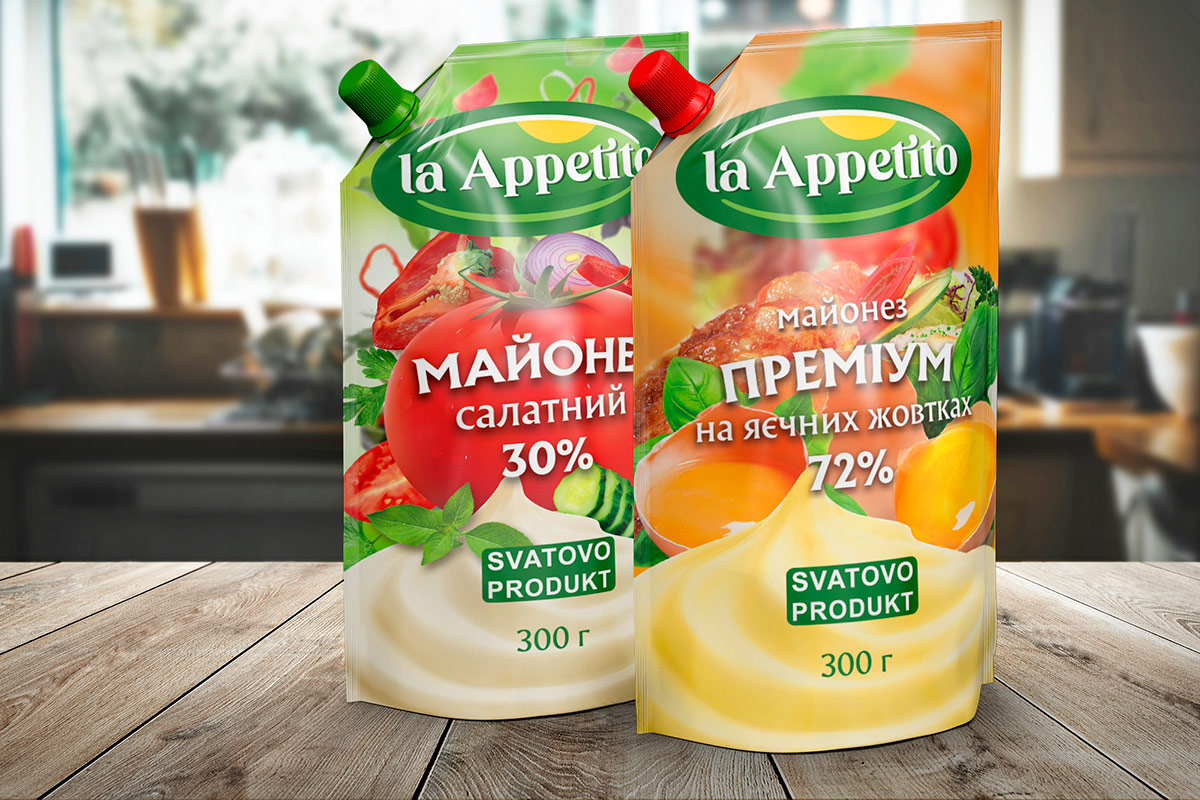 la Appetito
МАЙОНЕ
САЛАТНИЙ
30%
SVATOVO
PRODUKT
300 г
la Appetito
майонез
ПРЕМІУМ
на яєчних жовтках
72%
SVATOVO
PRODUKT
300 г